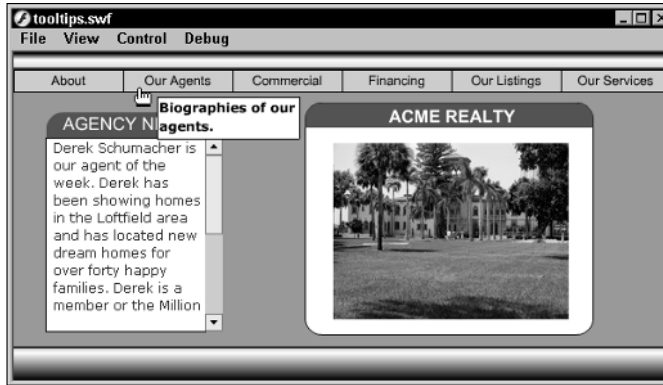 tooltips.swf
File View Control Debug
About Our Agents Commercial Financing Our Listings Our Services
Biographies of our
agents.
AGENCY
ACME REALTY
Derek Schumacher is
our agent of the
week. Derek has
been showing homes
in the Loftfield area
and has located new
dream homes for
over forty happy
families. Derek is a
member or the Million